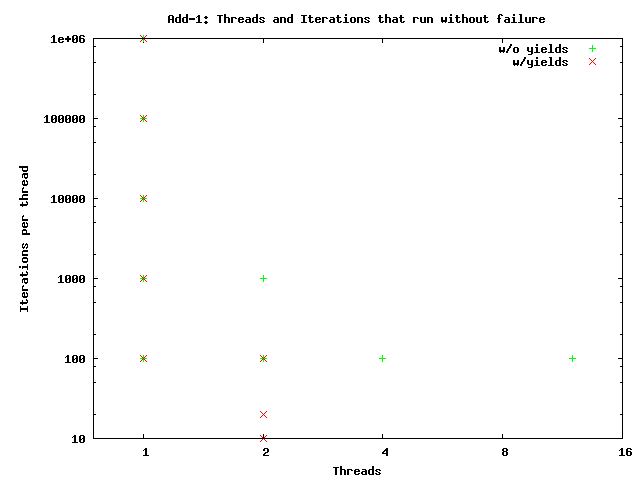 Add-1: Threads and Iterations that run without failure
1e+06
w/o yields
w/yields
100000
10000
Iterations per thread
1000
100
10
1 2 4 8 16
Threads